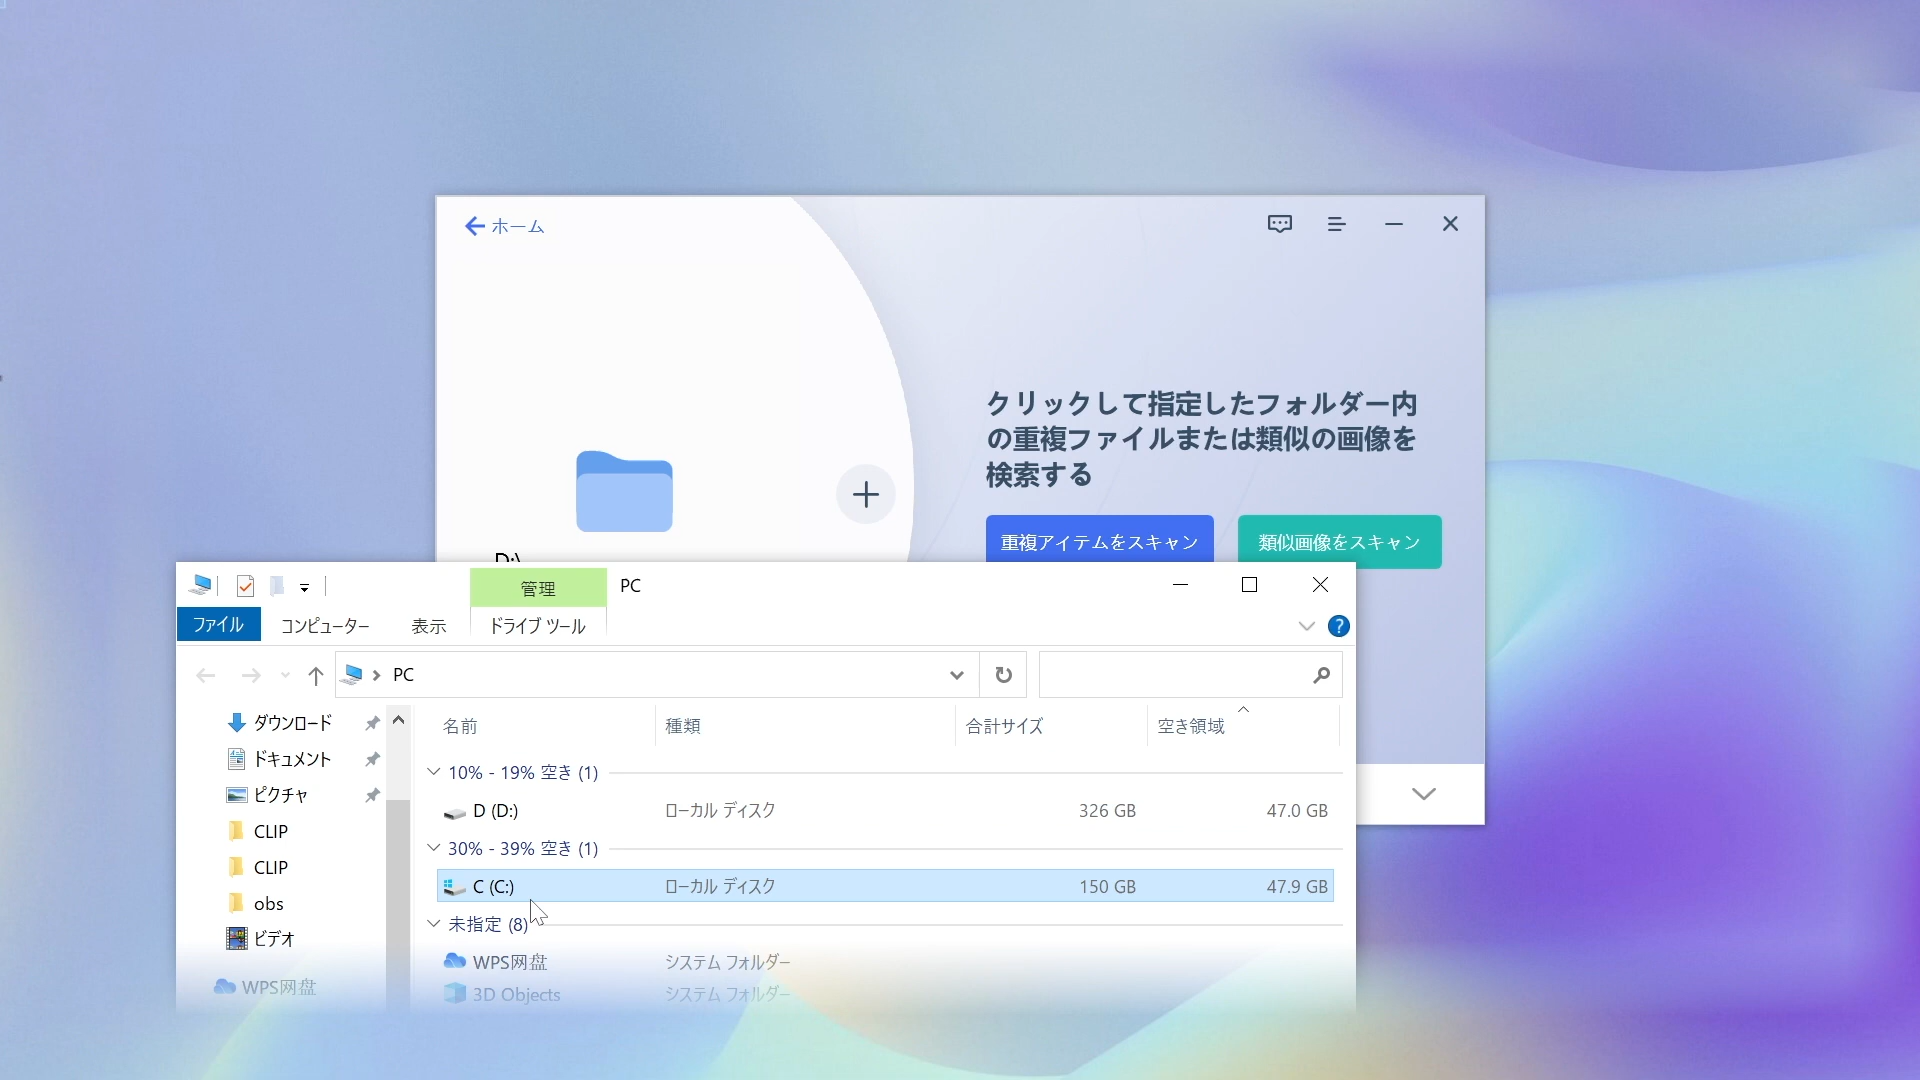 ホーム
クリックして指定したフォルダー内
の重複ファイルまたは類似の画像を
検索する
重複アイテムをスキャン 類似画像をスキャン
D:\
管理 PC
ファイル コンピューター 表示 ドライブ ツール
PC
名前 種類 合計サイズ 空き領域
ダウンロード
ドキュメント
ピクチャ
CLIP
CLIP
obs
ビデオ
WPS网盘
10% - 19% 空き (1)
D (D:) ローカル ディスク 326 GB 47.0 GB
30% - 39% 空き (1)
C (C:) ローカル ディスク 150 GB 47.9 GB
未指定 (8)
WPS网盘 システム フォルダー
3D Objects システム フォルダー